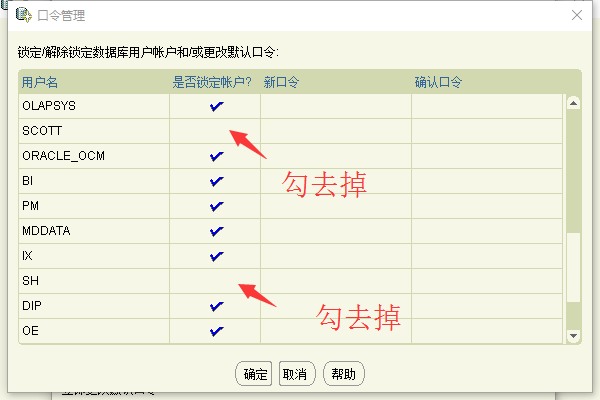 口令管理
锁定/解除锁定数据库用户帐户和/或更改默认口令:
用户名 是否锁定帐户? 新口令 确认口令
OLAPSYS
SCOTT
ORACLE_OCM
BI
勾去掉
PM
MDDATA
IX
SH
DIP
勾去掉
OE
确定 取消 帮助